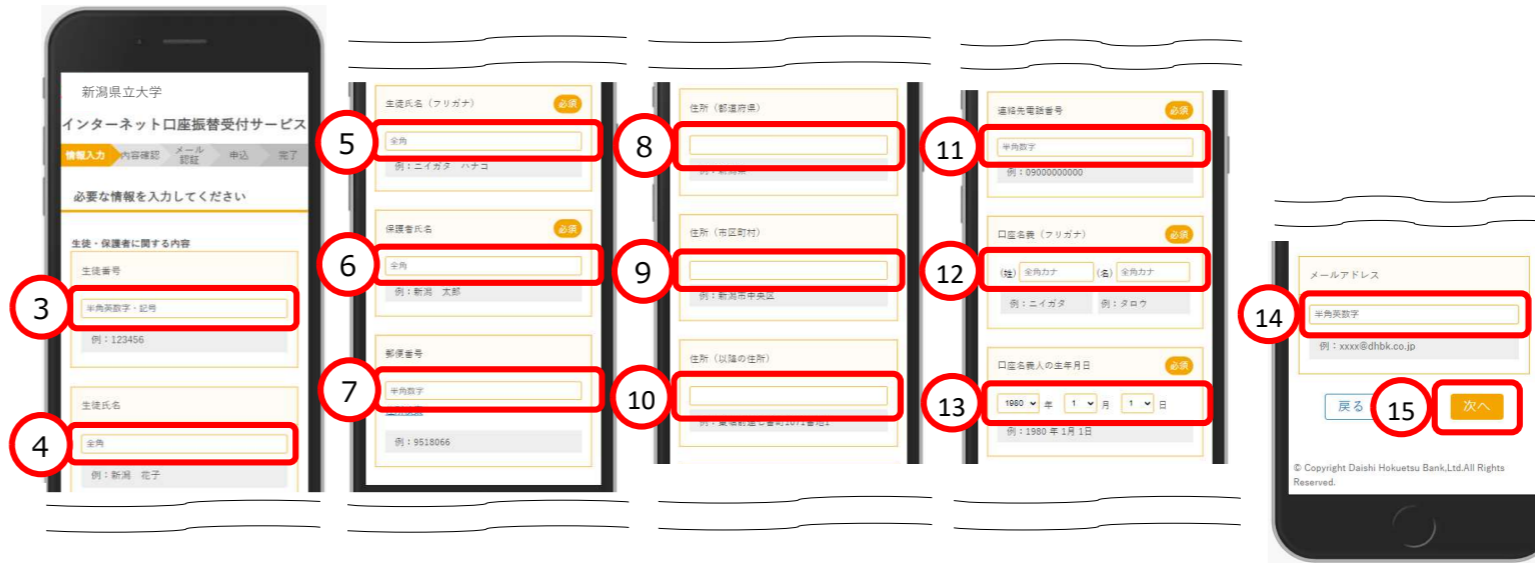 新潟県立大学
インターネット口座振替受付サービス
情報入力 内容確認 メール認証 申込 完了
必要な情報を入力してください
生徒・保護者に関する内容
生徒番号
3
半角英数字・記号
例：123456
生徒氏名
4
全角
例：新潟 花子
生徒氏名（フリガナ） 必須
5
全角
例：ニイガタ ハナコ
保護者氏名 必須
6
全角
例：新潟 太郎
郵便番号
7
半角数字
例：9518066
住所（都道府県）
8
例：新潟県
住所（市区町村）
9
例：新潟市中央区
住所（以降の住所）
10
連絡先電話番号 必須
11
半角数字
例：09000000000
口座名義（フリガナ） 必須
12
(姓) 全角カナ (名) 全角カナ
例：ニイガタ 例：タロウ
口座名義人の生年月日 必須
13
1980 年 1 月 1 日
例：1980 年 1月 1日
メールアドレス
14
半角英数字
例：xxxx@dhbk.co.jp
戻る 15 次へ
© Copyright Daishi Hokuetsu Bank,Ltd.All Rights
Reserved.